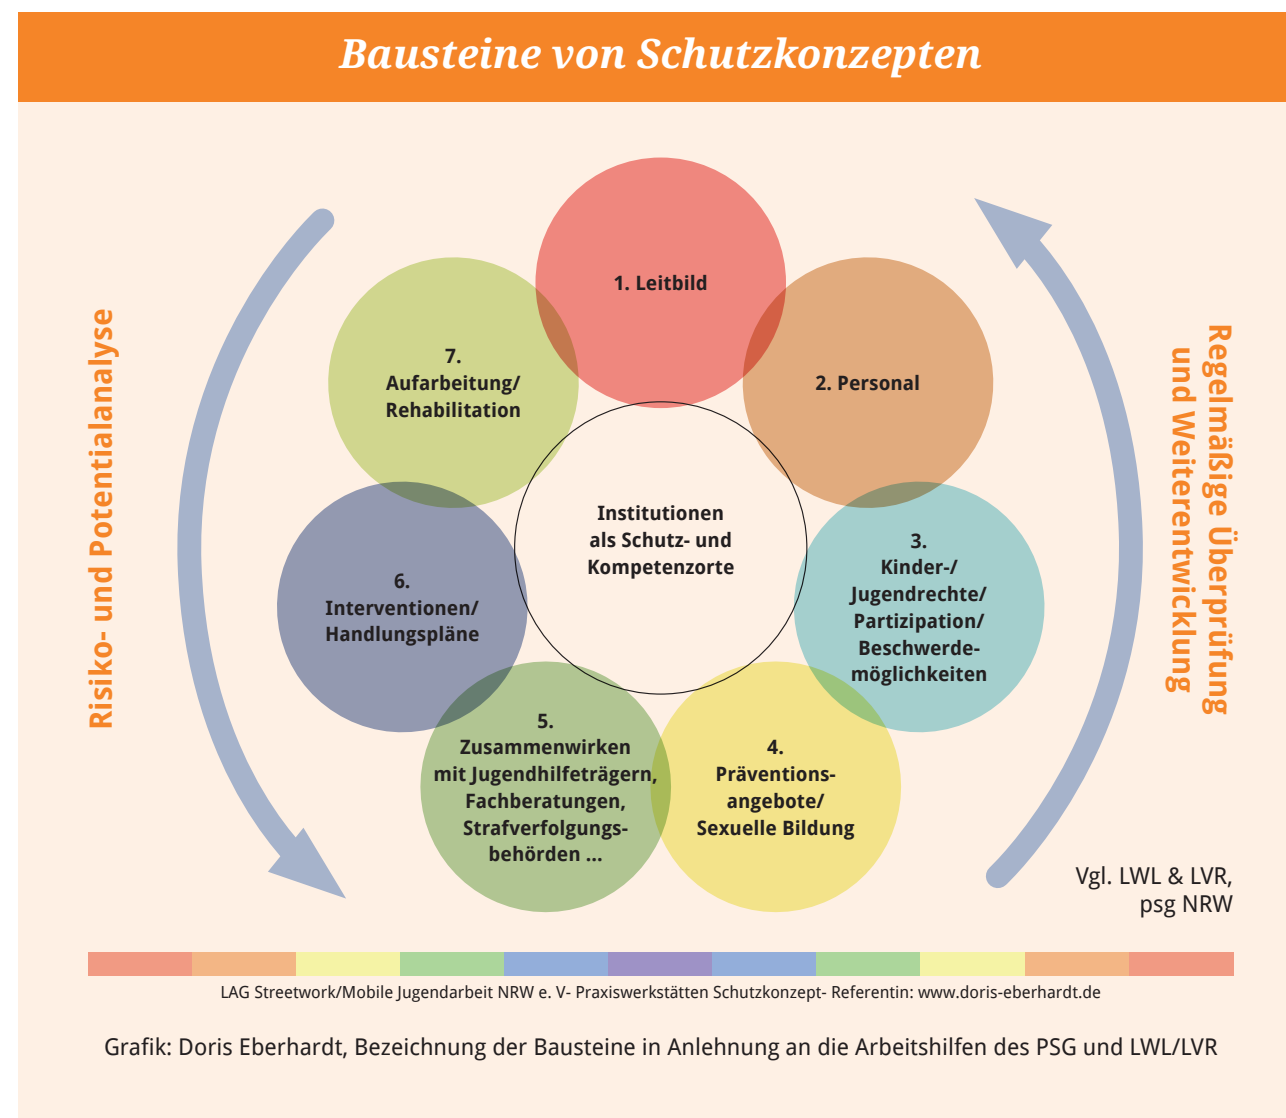 Bausteine von Schutzkonzepten
Risiko- und Potentialanalyse
1. Leitbild
2. Personal
3.
Kinder-/
Jugendrechte/
Partizipation/
Beschwerde-
möglichkeiten
4.
Präventions-
angebote/
Sexuelle Bildung
5.
Zusammenwirken
mit Jugendhilfeträgern,
Fachberatungen,
Strafverfolgungs-
behörden ...
6.
Interventionen/
Handlungspläne
7.
Aufarbeitung/
Rehabilitation
Institutionen
als Schutz- und
Kompetenzorte
Regelmäßige Überprüfung
und Weiterentwicklung
Vgl. LWL & LVR,
psg NRW
LAG Streetwork/Mobile Jugendarbeit NRW e. V- Praxiswerkstätten Schutzkonzept- Referentin: www.doris-eberhardt.de
Grafik: Doris Eberhardt, Bezeichnung der Bausteine in Anlehnung an die Arbeitshilfen des PSG und LWL/LVR